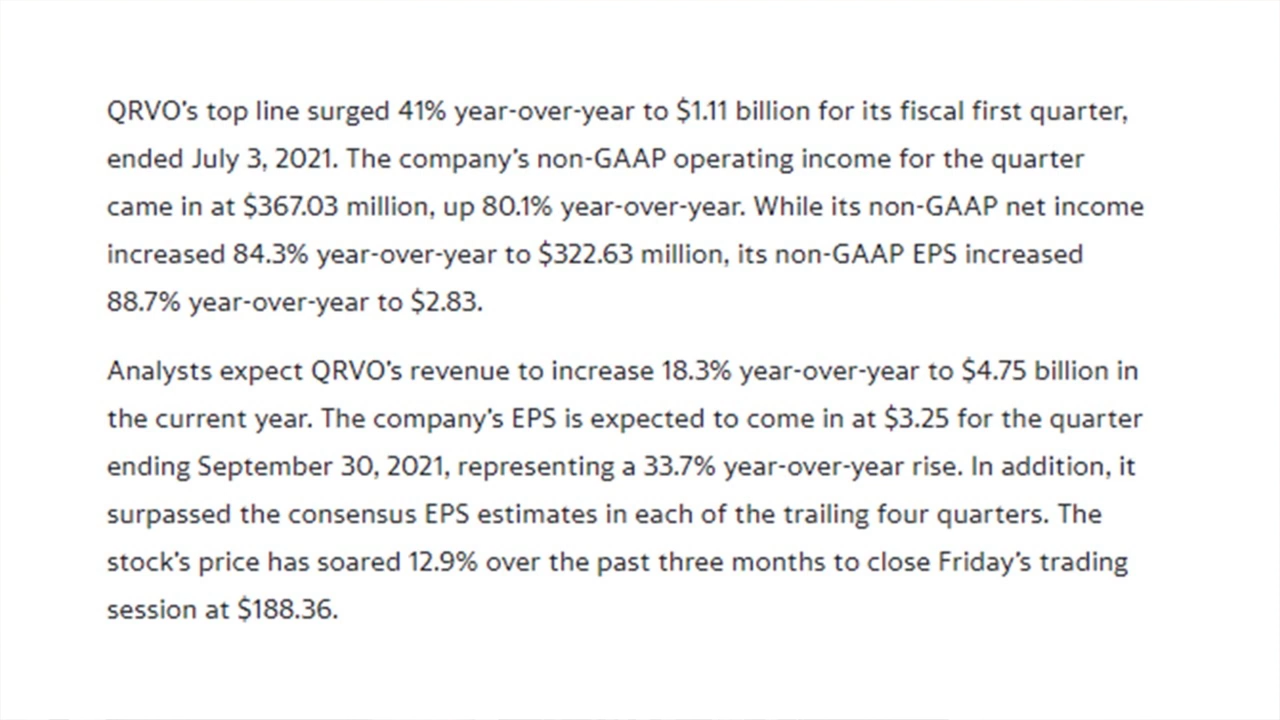 QRVO's top line surged 41% year-over-year to $1.11 billion for its fiscal first quarter,
ended July 3, 2021. The company's non-GAAP operating income for the quarter
came in at $367.03 million, up 80.1% year-over-year. While its non-GAAP net income
increased 84.3% year-over-year to $322.63 million, its non-GAAP EPS increased
88.7% year-over-year to $2.83.
Analysts expect QRVO's revenue to increase 18.3% year-over-year to $4.75 billion in
the current year. The company's EPS is expected to come in at $3.25 for the quarter
ending September 30, 2021, representing a 33.7% year-over-year rise. In addition, it
surpassed the consensus EPS estimates in each of the trailing four quarters. The
stock's price has soared 12.9% over the past three months to close Friday's trading
session at $188.36.